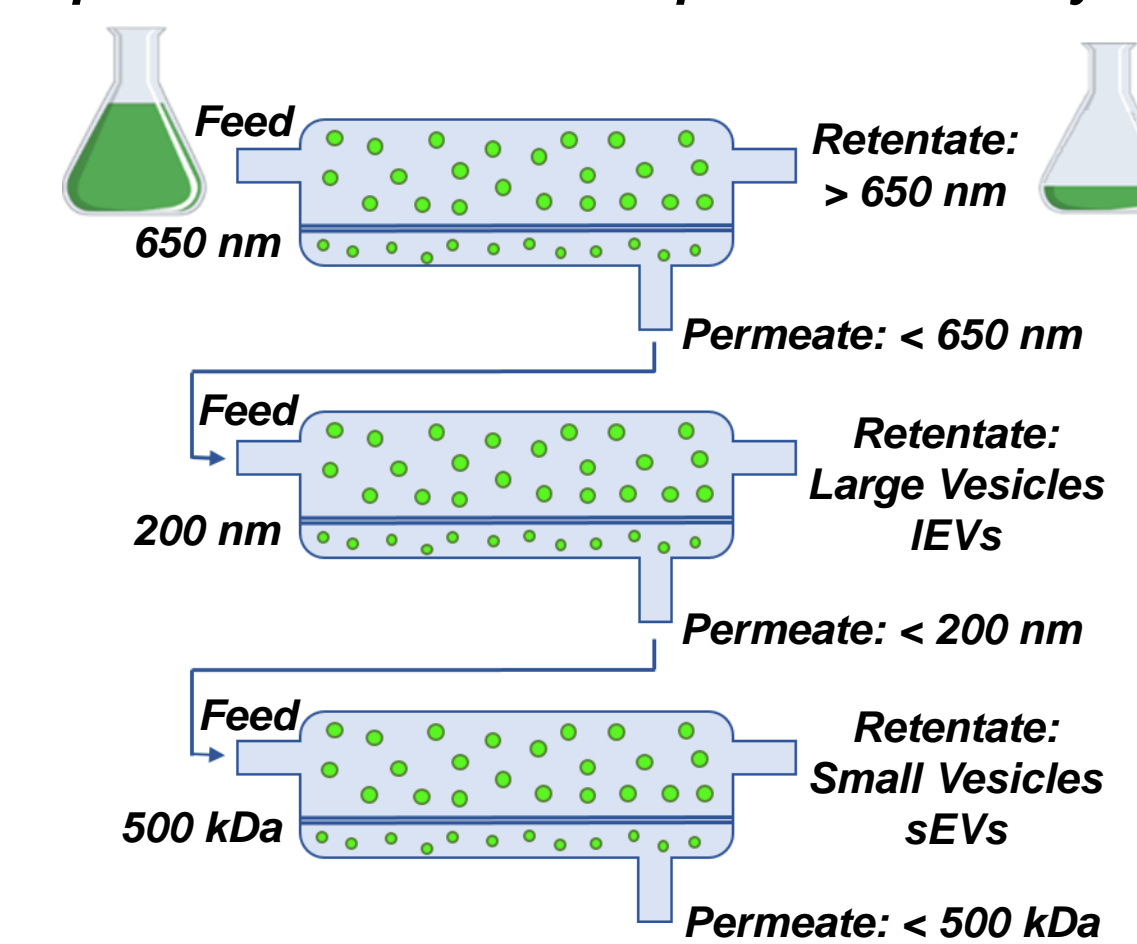 Feed
Retentate:
> 650 nm
650 nm
Permeate: < 650 nm
Feed
Retentate:
Large Vesicles
lEVs
200 nm
Permeate: < 200 nm
Feed
Retentate:
Small Vesicles
sEVs
500 kDa
Permeate: < 500 kDa